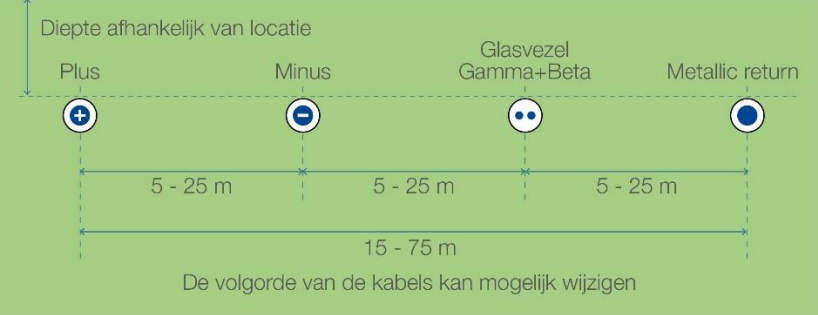 Diepte afhankelijk van locatie
Plus
Minus
Glasvezel
Gamma+Beta
Metallic return
5 - 25 m
5 - 25 m
5 - 25 m
15 - 75 m
De volgorde van de kabels kan mogelijk wijzigen